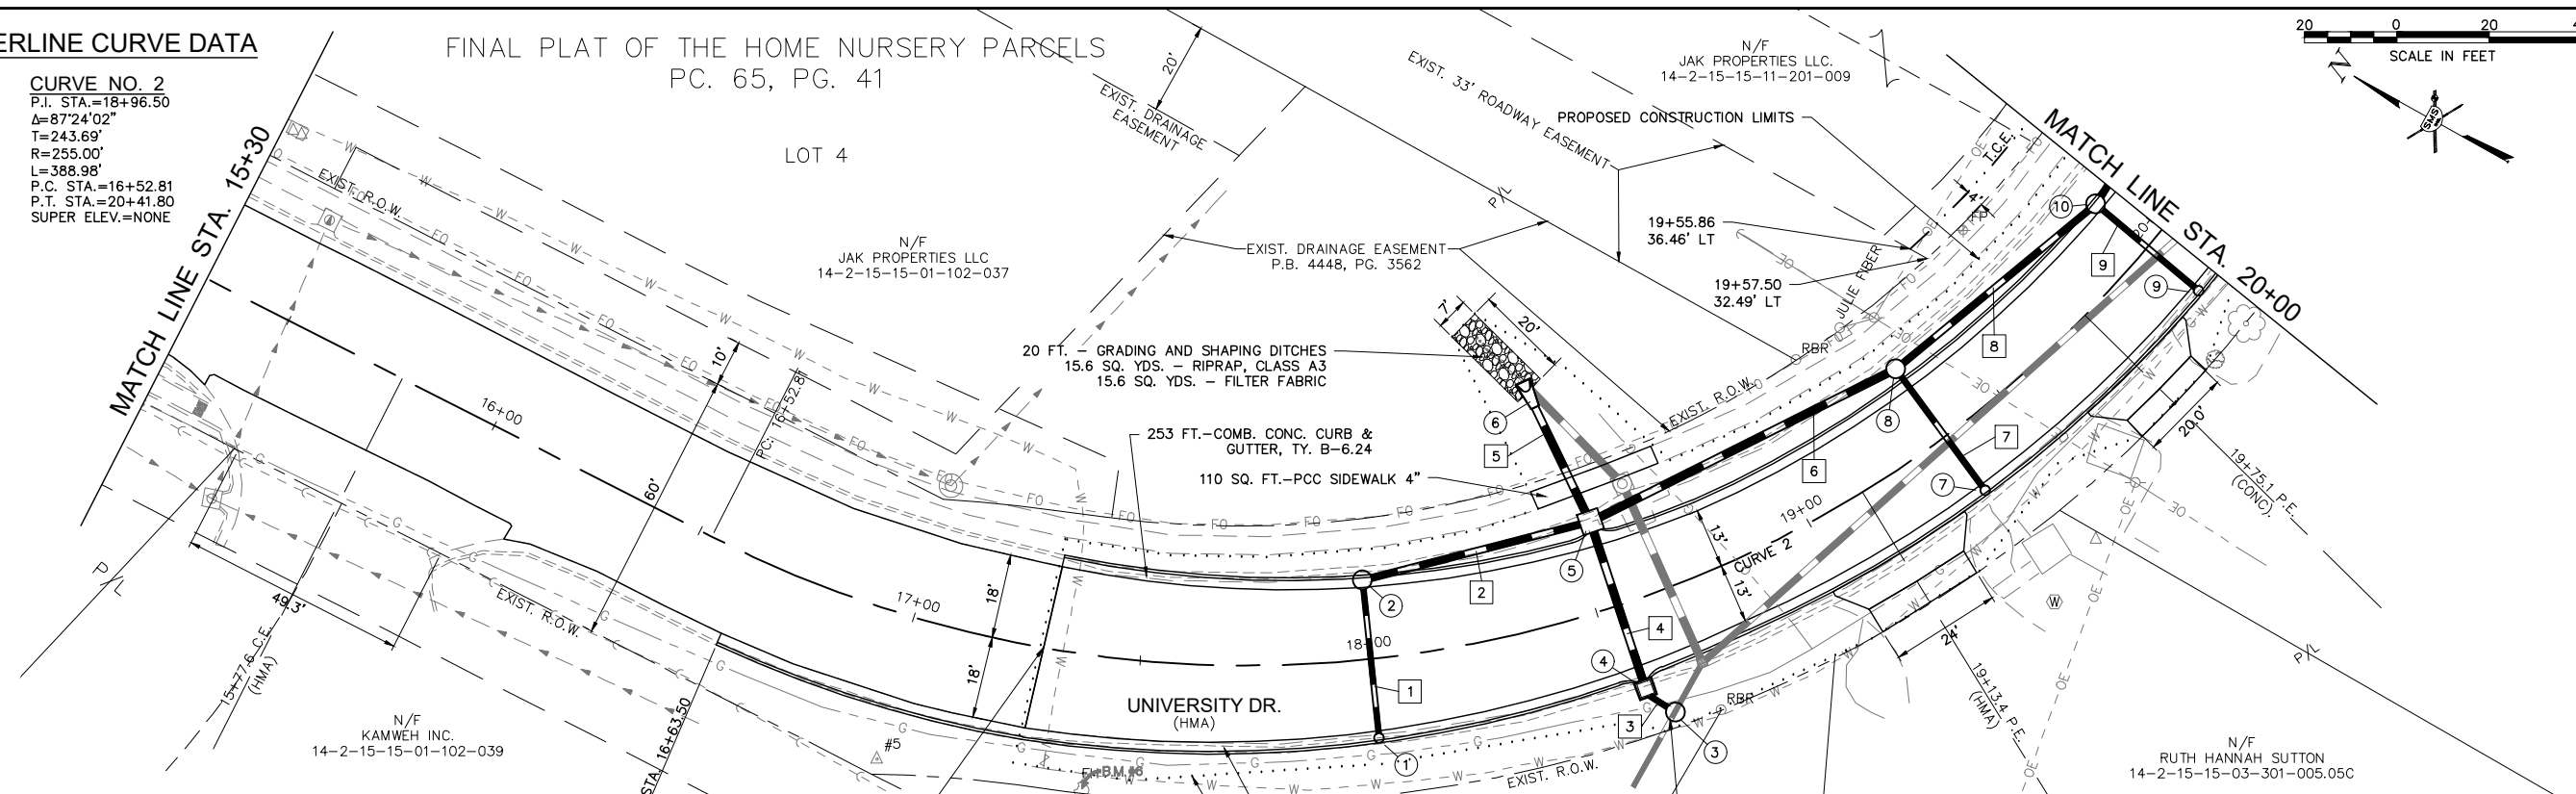 ERLINE CURVE DATA
CURVE NO. 2
P.I. STA.=18+96.50
Δ=87°24'02"
T=243.69'
R=255.00'
L=388.98'
P.C. STA.=16+52.81
P.T. STA.=20+41.80
SUPER ELEV.=NONE
FINAL PLAT OF THE HOME NURSERY PARCELS
PC. 65, PG. 41
LOT 4
20'
EXIST. DRAINAGE
EASEMENT
EXIST. 33' ROADWAY EASEMENT
N/F
JAK PROPERTIES LLC.
14-2-15-15-11-201-009
PROPOSED CONSTRUCTION LIMITS
20 0 20
SCALE IN FEET
N
SMS
MATCH LINE STA. 15+30
MATCH LINE STA. 20+00
T.C.E.
4'
P/L
19+55.86
36.46' LT
19+57.50
32.49' LT
JULIE FIBER
PP
OE
OE
OE
FO
EXIST. R.O.W.
W
W
FO
FO
N/F
JAK PROPERTIES LLC
14-2-15-15-01-102-037
EXIST. DRAINAGE EASEMENT
P.B. 4448, PG. 3562
7'
20'
20 FT. – GRADING AND SHAPING DITCHES
15.6 SQ. YDS. – RIPRAP, CLASS A3
15.6 SQ. YDS. – FILTER FABRIC
RBR
EXIST. R.O.W.
253 FT.-COMB. CONC. CURB &
GUTTER, TY. B-6.24
110 SQ. FT.-PCC SIDEWALK 4"
10'
60'
P.C. 16+52.81
16+00
17+00
18+00
19+00
CURVE 2
13'
13'
18'
18'
10
9
9
8
8
7
7
6
6
5
5
4
4
3
3
2
2
1
1
20.0'
19+75.1 P.E.
(CONC)
24'
19+13.4 P.E.
(HMA)
P/L
49.3'
15+77.6 C.E.
(HMA)
EXIST. R.O.W.
G
G
STA. 16+63.50
UNIVERSITY DR.
(HMA)
#5
B.M. #6
EXIST. R.O.W.
RBR
W
OE
P/L
N/F
KAMWEH INC.
14-2-15-15-01-102-039
N/F
RUTH HANNAH SUTTON
14-2-15-15-03-301-005.05C